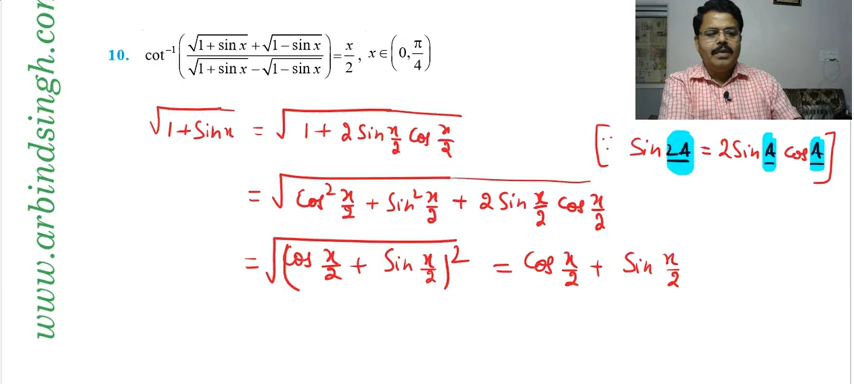 www.arbindsingh.com
10. cot⁻¹((√(1+sin x) + √(1−sin x))/(√(1+sin x) − √(1−sin x))) = x/2, x ∈ (0, π/4)
√(1+Sinx) = √(1 + 2 Sin x/2 Cos x/2)
[∵ Sin 2A = 2 Sin A Cos A]
= √(Cos² x/2 + Sin² x/2 + 2 Sin x/2 Cos x/2)
= √((Cos x/2 + Sin x/2)²) = Cos x/2 + Sin x/2